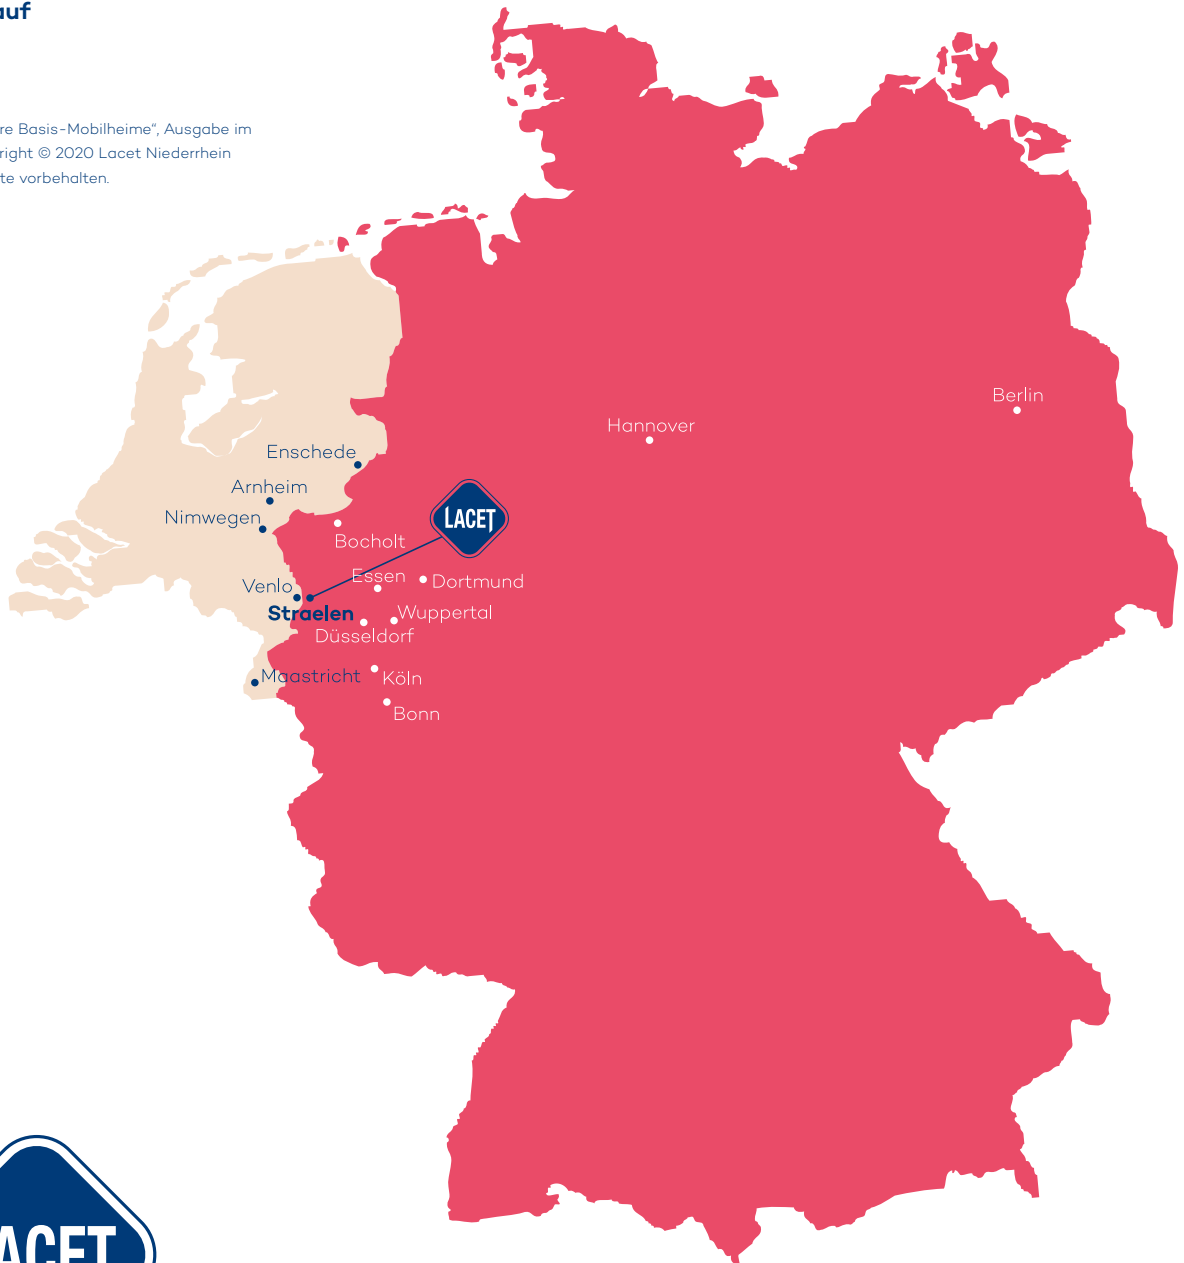 auf
re Basis-Mobilheime“, Ausgabe im
right © 2020 Lacet Niederrhein
te vorbehalten.
Berlin
Hannover
Enschede
Arnheim
Nimwegen
LACET
Bocholt
Essen
Dortmund
Venlo
Straelen
Wuppertal
Düsseldorf
Maastricht
Köln
Bonn
ACET